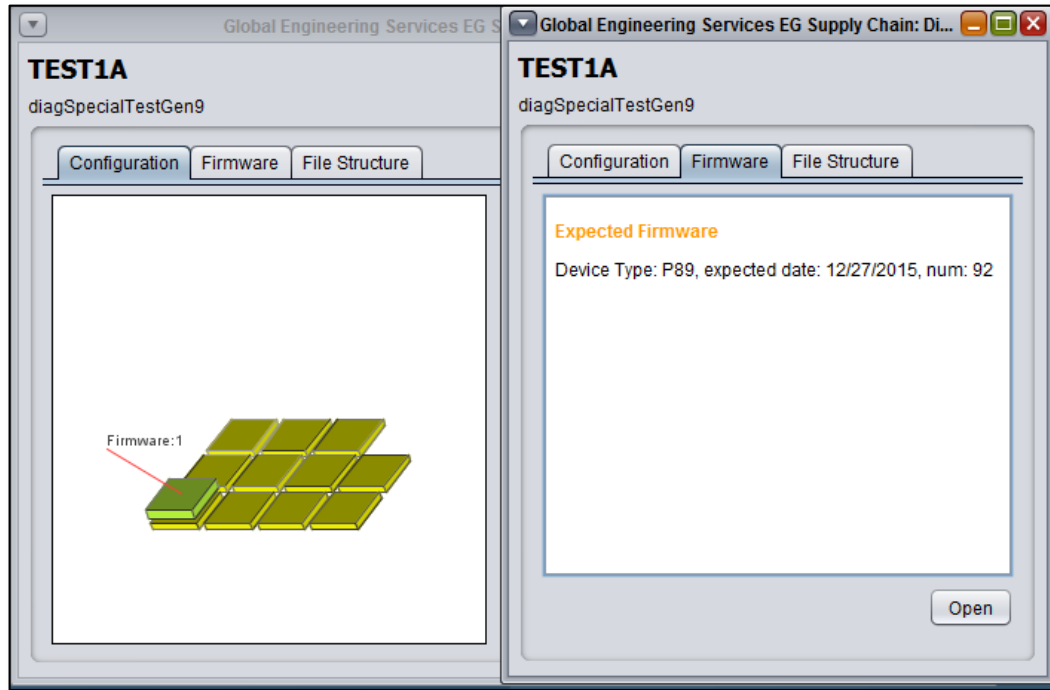 Global Engineering Services EG S
TEST1A
diagSpecialTestGen9
Configuration Firmware File Structure
Firmware:1
Global Engineering Services EG Supply Chain: Di...
TEST1A
diagSpecialTestGen9
Configuration Firmware File Structure
Expected Firmware
Device Type: P89, expected date: 12/27/2015, num: 92
Open